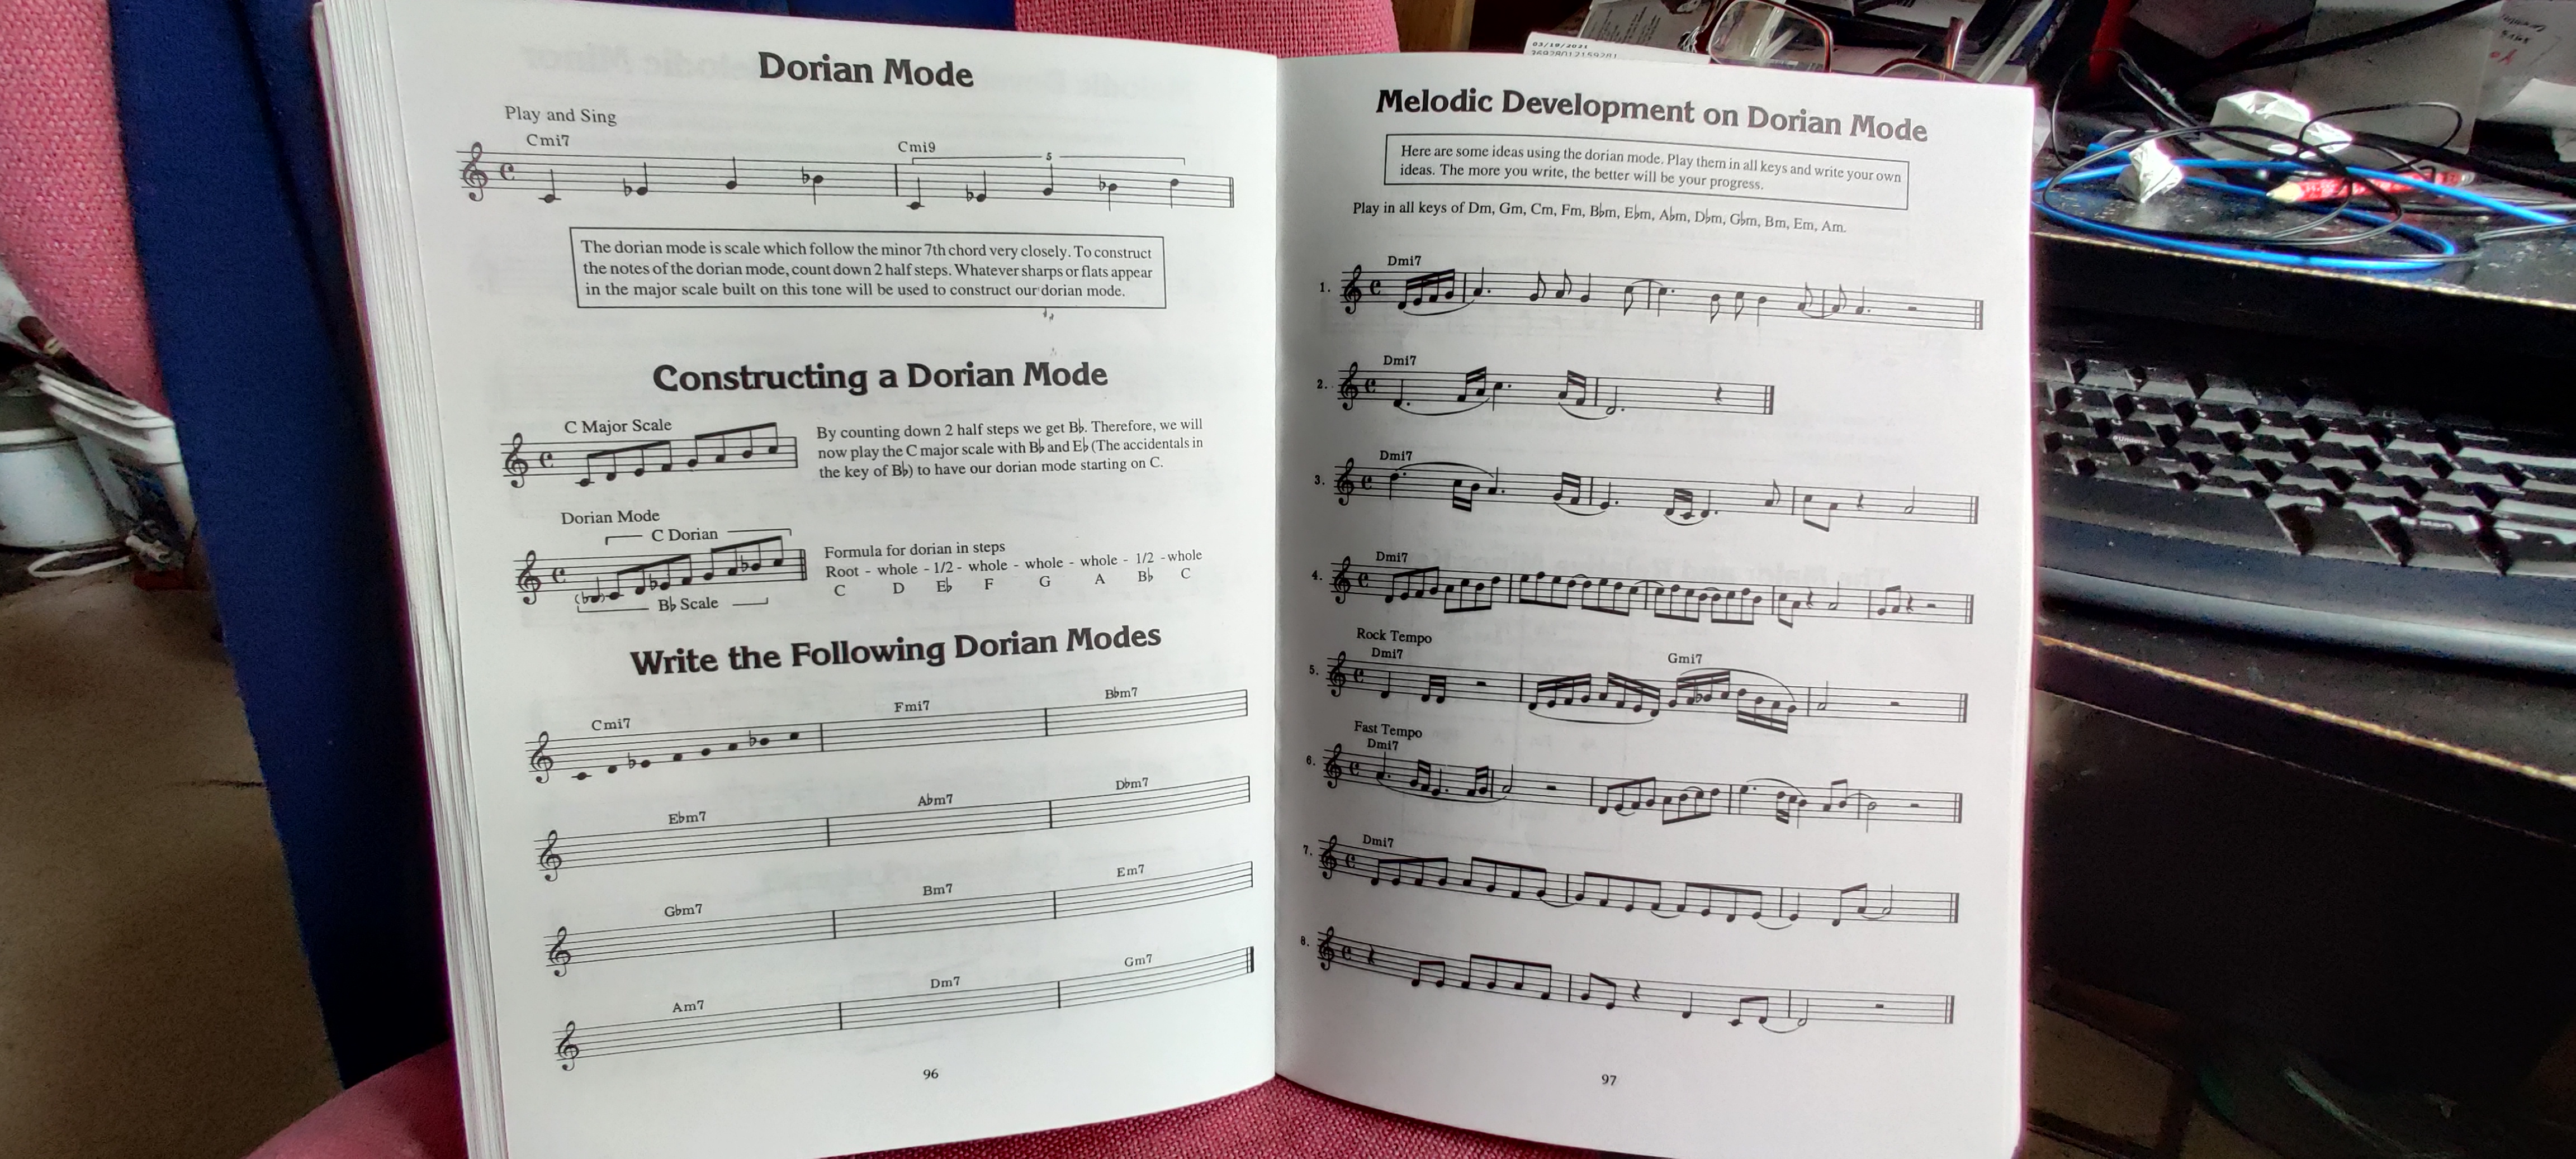 Dorian Mode
Play and Sing
Cmi7 Cmi9
5
The dorian mode is scale which follow the minor 7th chord very closely. To construct
the notes of the dorian mode, count down 2 half steps. Whatever sharps or flats appear
in the major scale built on this tone will be used to construct our dorian mode.
Constructing a Dorian Mode
C Major Scale
By counting down 2 half steps we get B♭. Therefore, we will
now play the C major scale with B♭ and E♭ (The accidentals in
the key of B♭) to have our dorian mode starting on C.
Dorian Mode
C Dorian
B♭ Scale
Formula for dorian in steps
Root - whole - 1/2 - whole - whole - whole - 1/2 - whole
C D E♭ F G A B♭ C
Write the Following Dorian Modes
Cmi7 Fmi7 B♭m7
E♭m7 A♭m7 D♭m7
G♭m7 Bm7 Em7
Am7 Dm7 Gm7
96
03/10/2021
Melodic Development on Dorian Mode
Here are some ideas using the dorian mode. Play them in all keys and write your own
ideas. The more you write, the better will be your progress.
Play in all keys of Dm, Gm, Cm, Fm, B♭m, E♭m, A♭m, D♭m, G♭m, Bm, Em, Am.
Dmi7
1.
Dmi7
2.
Dmi7
3.
Dmi7
4.
Rock Tempo
Dmi7 Gmi7
5.
Fast Tempo
Dmi7
6.
Dmi7
7.
8.
97